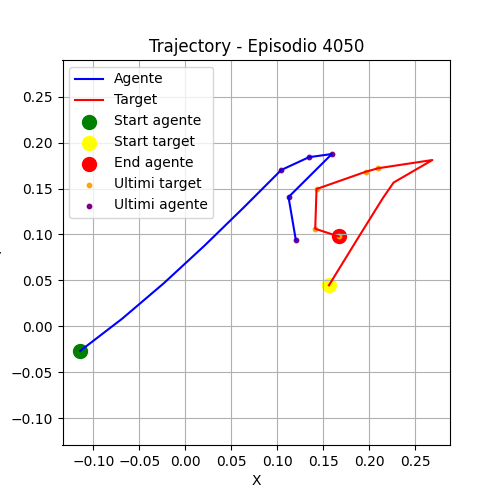 Trajectory - Episodio 4050
Agente
Target
Start agente
Start target
End agente
Ultimi target
Ultimi agente
0.25
0.20
0.15
0.10
0.05
0.00
−0.05
−0.10
−0.10 −0.05 0.00 0.05 0.10 0.15 0.20 0.25
X